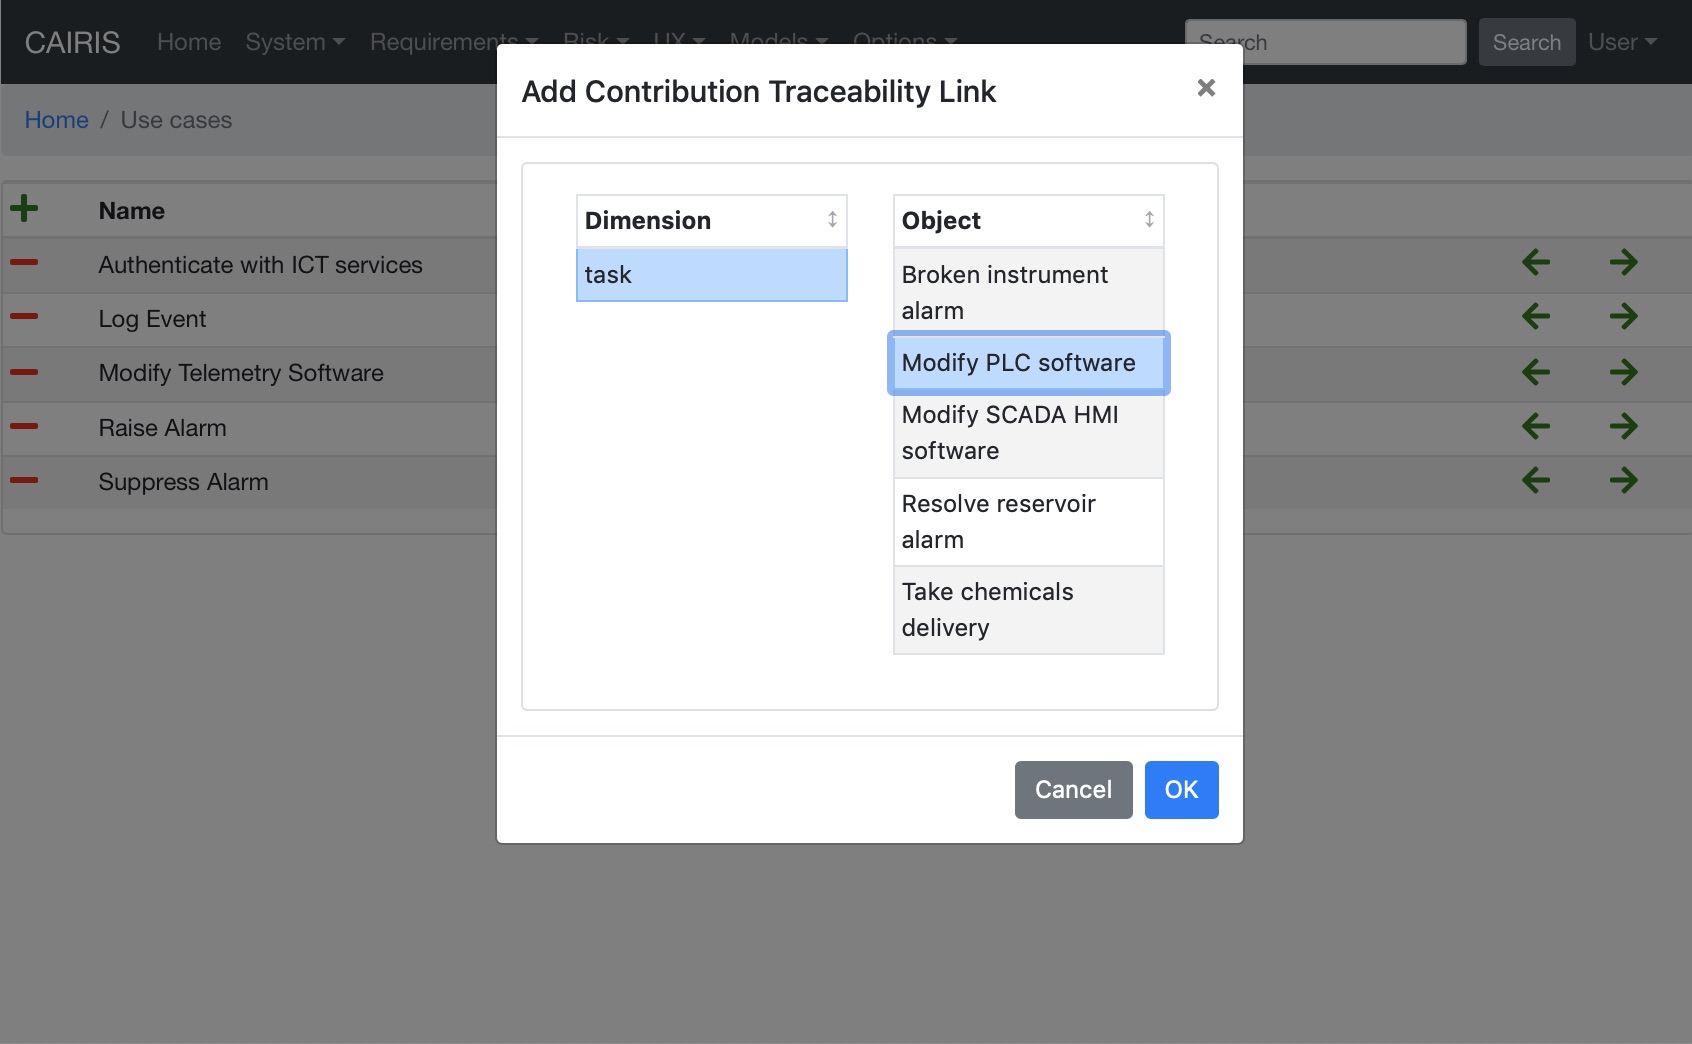 CAIRIS Home System Requirements Risk UX Models Options Search Search User
Add Contribution Traceability Link ×
Home / Use cases
Name
Authenticate with ICT services
Log Event
Modify Telemetry Software
Raise Alarm
Suppress Alarm
Dimension
task
Object
Broken instrument
alarm
Modify PLC software
Modify SCADA HMI
software
Resolve reservoir
alarm
Take chemicals
delivery
Cancel OK